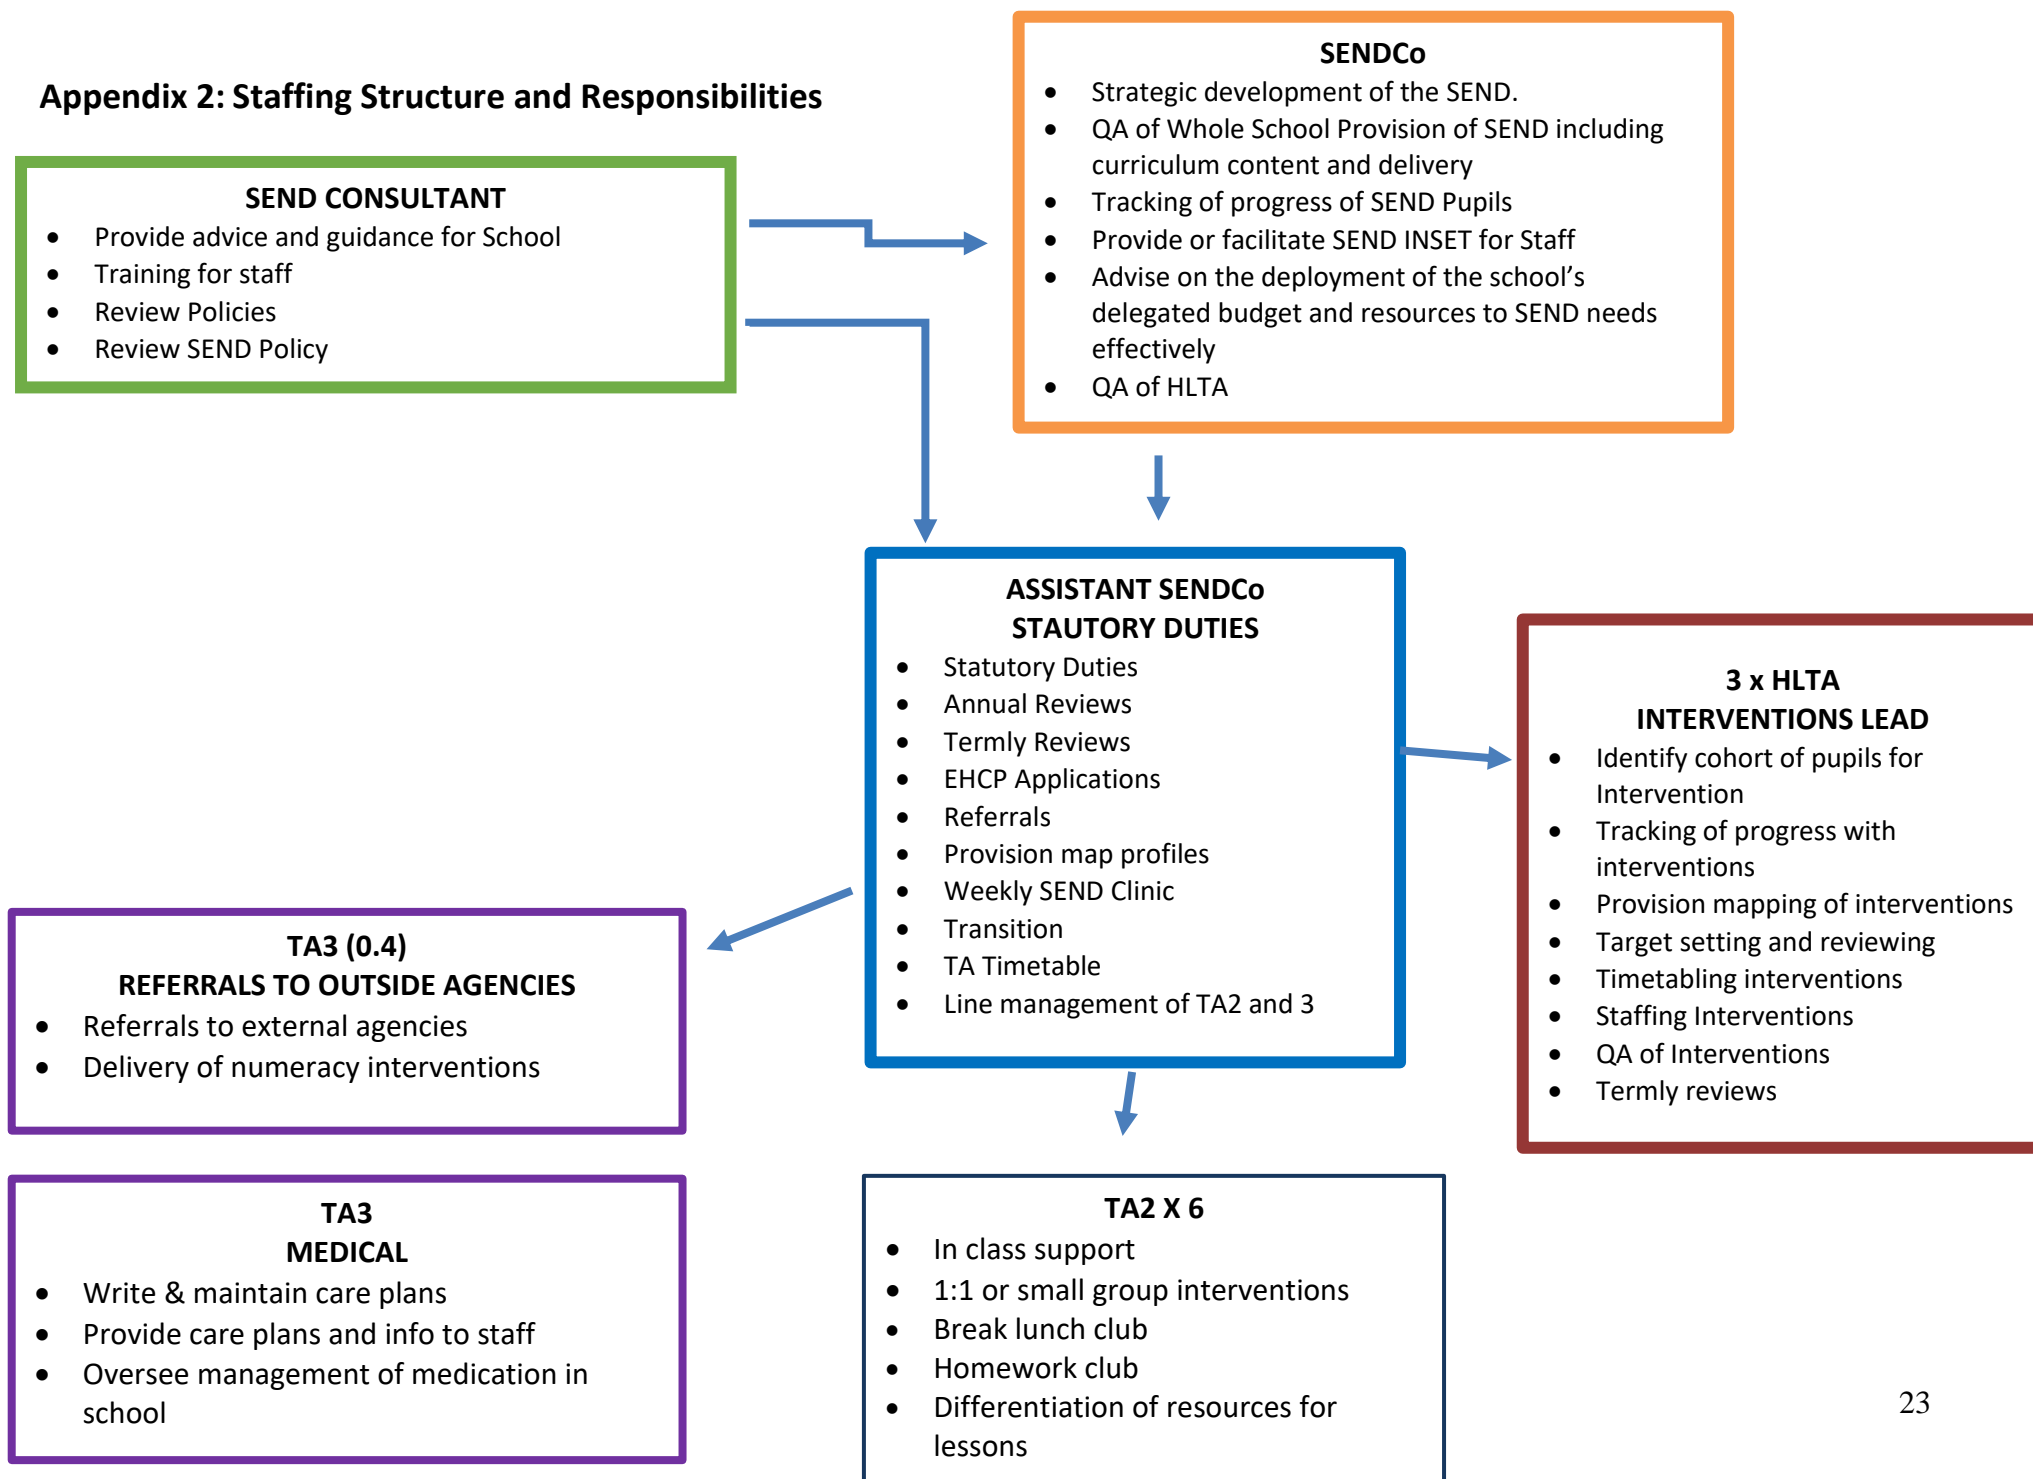 Appendix 2: Staffing Structure and Responsibilities
SEND CONSULTANT
• Provide advice and guidance for School
• Training for staff
• Review Policies
• Review SEND Policy
SENDCo
• Strategic development of the SEND.
• QA of Whole School Provision of SEND including
curriculum content and delivery
• Tracking of progress of SEND Pupils
• Provide or facilitate SEND INSET for Staff
• Advise on the deployment of the school’s
delegated budget and resources to SEND needs
effectively
• QA of HLTA
ASSISTANT SENDCo
STAUTORY DUTIES
• Statutory Duties
• Annual Reviews
• Termly Reviews
• EHCP Applications
• Referrals
• Provision map profiles
• Weekly SEND Clinic
• Transition
• TA Timetable
• Line management of TA2 and 3
3 x HLTA
INTERVENTIONS LEAD
• Identify cohort of pupils for
Intervention
• Tracking of progress with
interventions
• Provision mapping of interventions
• Target setting and reviewing
• Timetabling interventions
• Staffing Interventions
• QA of Interventions
• Termly reviews
TA3 (0.4)
REFERRALS TO OUTSIDE AGENCIES
• Referrals to external agencies
• Delivery of numeracy interventions
TA3
MEDICAL
• Write & maintain care plans
• Provide care plans and info to staff
• Oversee management of medication in
school
TA2 X 6
• In class support
• 1:1 or small group interventions
• Break lunch club
• Homework club
• Differentiation of resources for
lessons
23